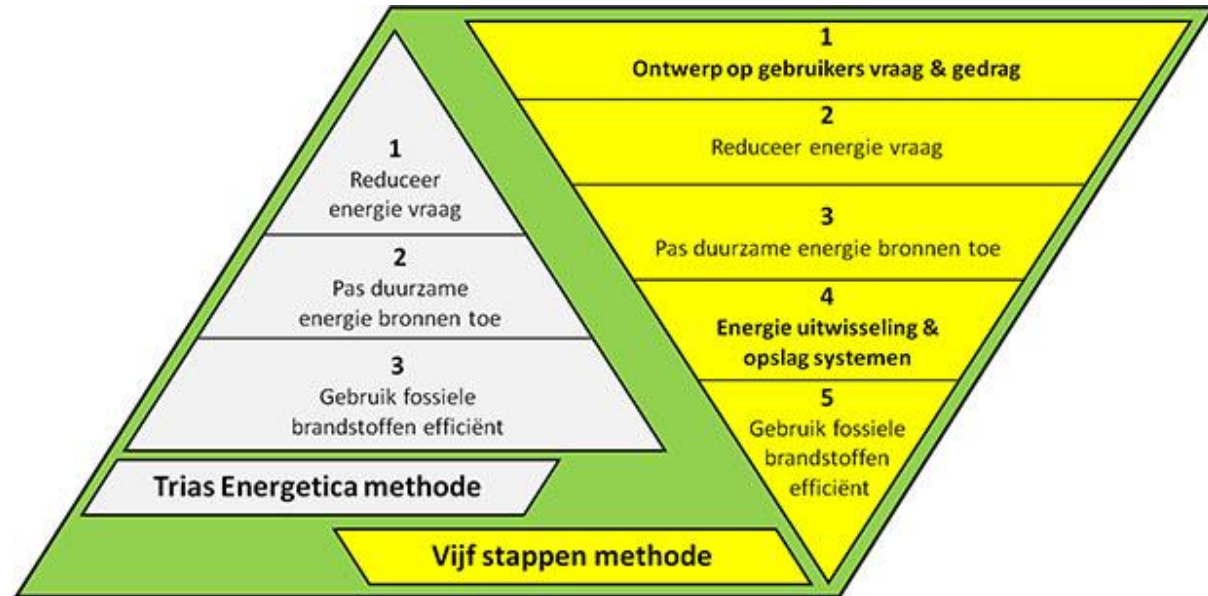 1
Reduceer
energie vraag
2
Pas duurzame
energie bronnen toe
3
Gebruik fossiele
brandstoffen efficiënt
Trias Energetica methode
1
Ontwerp op gebruikers vraag & gedrag
2
Reduceer energie vraag
3
Pas duurzame energie bronnen toe
4
Energie uitwisseling &
opslag systemen
5
Gebruik fossiele
brandstoffen
efficiënt
Vijf stappen methode